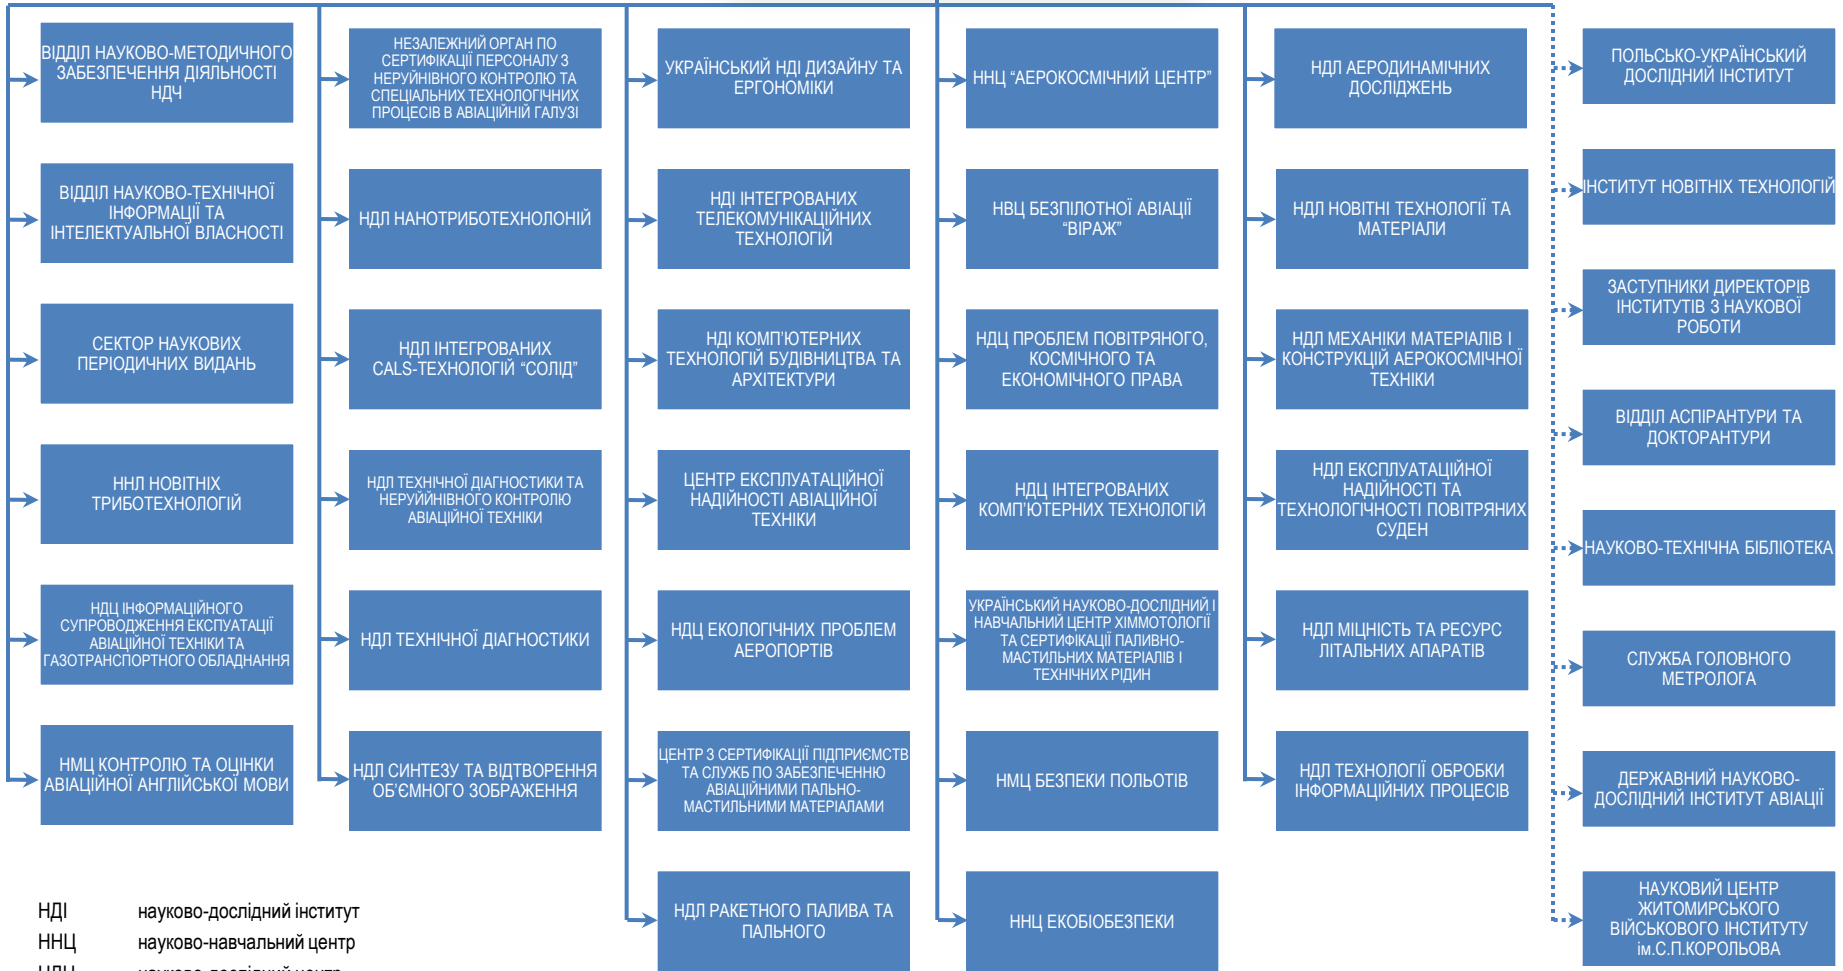 ВІДДІЛ НАУКОВО-МЕТОДИЧНОГО
ЗАБЕЗПЕЧЕННЯ ДІЯЛЬНОСТІ
НДЧ
ВІДДІЛ НАУКОВО-ТЕХНІЧНОЇ
ІНФОРМАЦІЇ ТА
ІНТЕЛЕКТУАЛЬНОЇ ВЛАСНОСТІ
СЕКТОР НАУКОВИХ
ПЕРІОДИЧНИХ ВИДАНЬ
ННЛ НОВІТНІХ
ТРИБОТЕХНОЛОГІЙ
НДЦ ІНФОРМАЦІЙНОГО
СУПРОВОДЖЕННЯ ЕКСПУАТАЦІЇ
АВІАЦІЙНОЇ ТЕХНІКИ ТА
ГАЗОТРАНСПОРТНОГО ОБЛАДНАННЯ
НМЦ КОНТРОЛЮ ТА ОЦІНКИ
АВІАЦІЙНОЇ АНГЛІЙСЬКОЇ МОВИ
НЕЗАЛЕЖНИЙ ОРГАН ПО
СЕРТИФІКАЦІЇ ПЕРСОНАЛУ З
НЕРУЙНІВНОГО КОНТРОЛЮ ТА
СПЕЦІАЛЬНИХ ТЕХНОЛОГІЧНИХ
ПРОЦЕСІВ В АВІАЦІЙНІЙ ГАЛУЗІ
НДЛ НАНОТРИБОТЕХНОЛОНІЙ
НДЛ ІНТЕГРОВАНИХ
CALS-ТЕХНОЛОГІЙ “СОЛІД”
НДЛ ТЕХНІЧНОЇ ДІАГНОСТИКИ ТА
НЕРУЙЙНІВНОГО КОНТРОЛЮ
АВІАЦІЙНОЇ ТЕХНІКИ
НДЛ ТЕХНІЧНОЇ ДІАГНОСТИКИ
НДЛ СИНТЕЗУ ТА ВІДТВОРЕННЯ
ОБ’ЄМНОГО ЗОБРАЖЕННЯ
УКРАЇНСЬКИЙ НДІ ДИЗАЙНУ ТА
ЕРГОНОМІКИ
НДІ ІНТЕГРОВАНИХ
ТЕЛЕКОМУНІКАЦІЙНИХ
ТЕХНОЛОГІЙ
НДІ КОМП’ЮТЕРНИХ
ТЕХНОЛОГІЙ БУДІВНИЦТВА ТА
АРХІТЕКТУРИ
ЦЕНТР ЕКСПЛУАТАЦІЙНОЇ
НАДІЙНОСТІ АВІАЦІЙНОЇ
ТЕХНІКИ
НДЦ ЕКОЛОГІЧНИХ ПРОБЛЕМ
АЕРОПОРТІВ
ЦЕНТР З СЕРТИФІКАЦІЇ ПІДПРИЄМСТВ
ТА СЛУЖБ ПО ЗАБЕЗПЕЧЕННЮ
АВІАЦІЙНИМИ ПАЛЬНО-
МАСТИЛЬНИМИ МАТЕРІАЛАМИ
НДЛ РАКЕТНОГО ПАЛИВА ТА
ПАЛЬНОГО
ННЦ “АЕРОКОСМІЧНИЙ ЦЕНТР”
НВЦ БЕЗПІЛОТНОЇ АВІАЦІЇ
“ВІРАЖ”
НДЦ ПРОБЛЕМ ПОВІТРЯНОГО,
КОСМІЧНОГО ТА
ЕКОНОМІЧНОГО ПРАВА
НДЦ ІНТЕГРОВАНИХ
КОМП’ЮТЕРНИХ ТЕХНОЛОГІЙ
УКРАЇНСЬКИЙ НАУКОВО-ДОСЛІДНИЙ І
НАВЧАЛЬНИЙ ЦЕНТР ХІММОТОЛОГІЇ
ТА СЕРТИФІКАЦІЇ ПАЛИВНО-
МАСТИЛЬНИХ МАТЕРІАЛІВ І
ТЕХНІЧНИХ РІДИН
НМЦ БЕЗПЕКИ ПОЛЬОТІВ
ННЦ ЕКОБІОБЕЗПЕКИ
НДЛ АЕРОДИНАМІЧНИХ
ДОСЛІДЖЕНЬ
НДЛ НОВІТНІ ТЕХНОЛОГІЇ ТА
МАТЕРІАЛИ
НДЛ МЕХАНІКИ МАТЕРІАЛІВ І
КОНСТРУКЦІЙ АЕРОКОСМІЧНОЇ
ТЕХНІКИ
НДЛ ЕКСПЛУАТАЦІЙНОЇ
НАДІЙНОСТІ ТА
ТЕХНОЛОГІЧНОСТІ ПОВІТРЯНИХ
СУДЕН
НДЛ МІЦНІСТЬ ТА РЕСУРС
ЛІТАЛЬНИХ АПАРАТІВ
НДЛ ТЕХНОЛОГІЇ ОБРОБКИ
ІНФОРМАЦІЙНИХ ПРОЦЕСІВ
ПОЛЬСЬКО-УКРАЇНСЬКИЙ
ДОСЛІДНИЙ ІНСТИТУТ
ІНСТИТУТ НОВІТНІХ ТЕХНОЛОГІЙ
ЗАСТУПНИКИ ДИРЕКТОРІВ
ІНСТИТУТІВ З НАУКОВОЇ
РОБОТИ
ВІДДІЛ АСПІРАНТУРИ ТА
ДОКТОРАНТУРИ
НАУКОВО-ТЕХНІЧНА БІБЛІОТЕКА
СЛУЖБА ГОЛОВНОГО
МЕТРОЛОГА
ДЕРЖАВНИЙ НАУКОВО-
ДОСЛІДНИЙ ІНСТИТУТ АВІАЦІЇ
НАУКОВИЙ ЦЕНТР
ЖИТОМИРСЬКОГО
ВІЙСЬКОВОГО ІНСТИТУТУ
ім.С.П.КОРОЛЬОВА
НДІ науково-дослідний інститут
ННЦ науково-навчальний центр